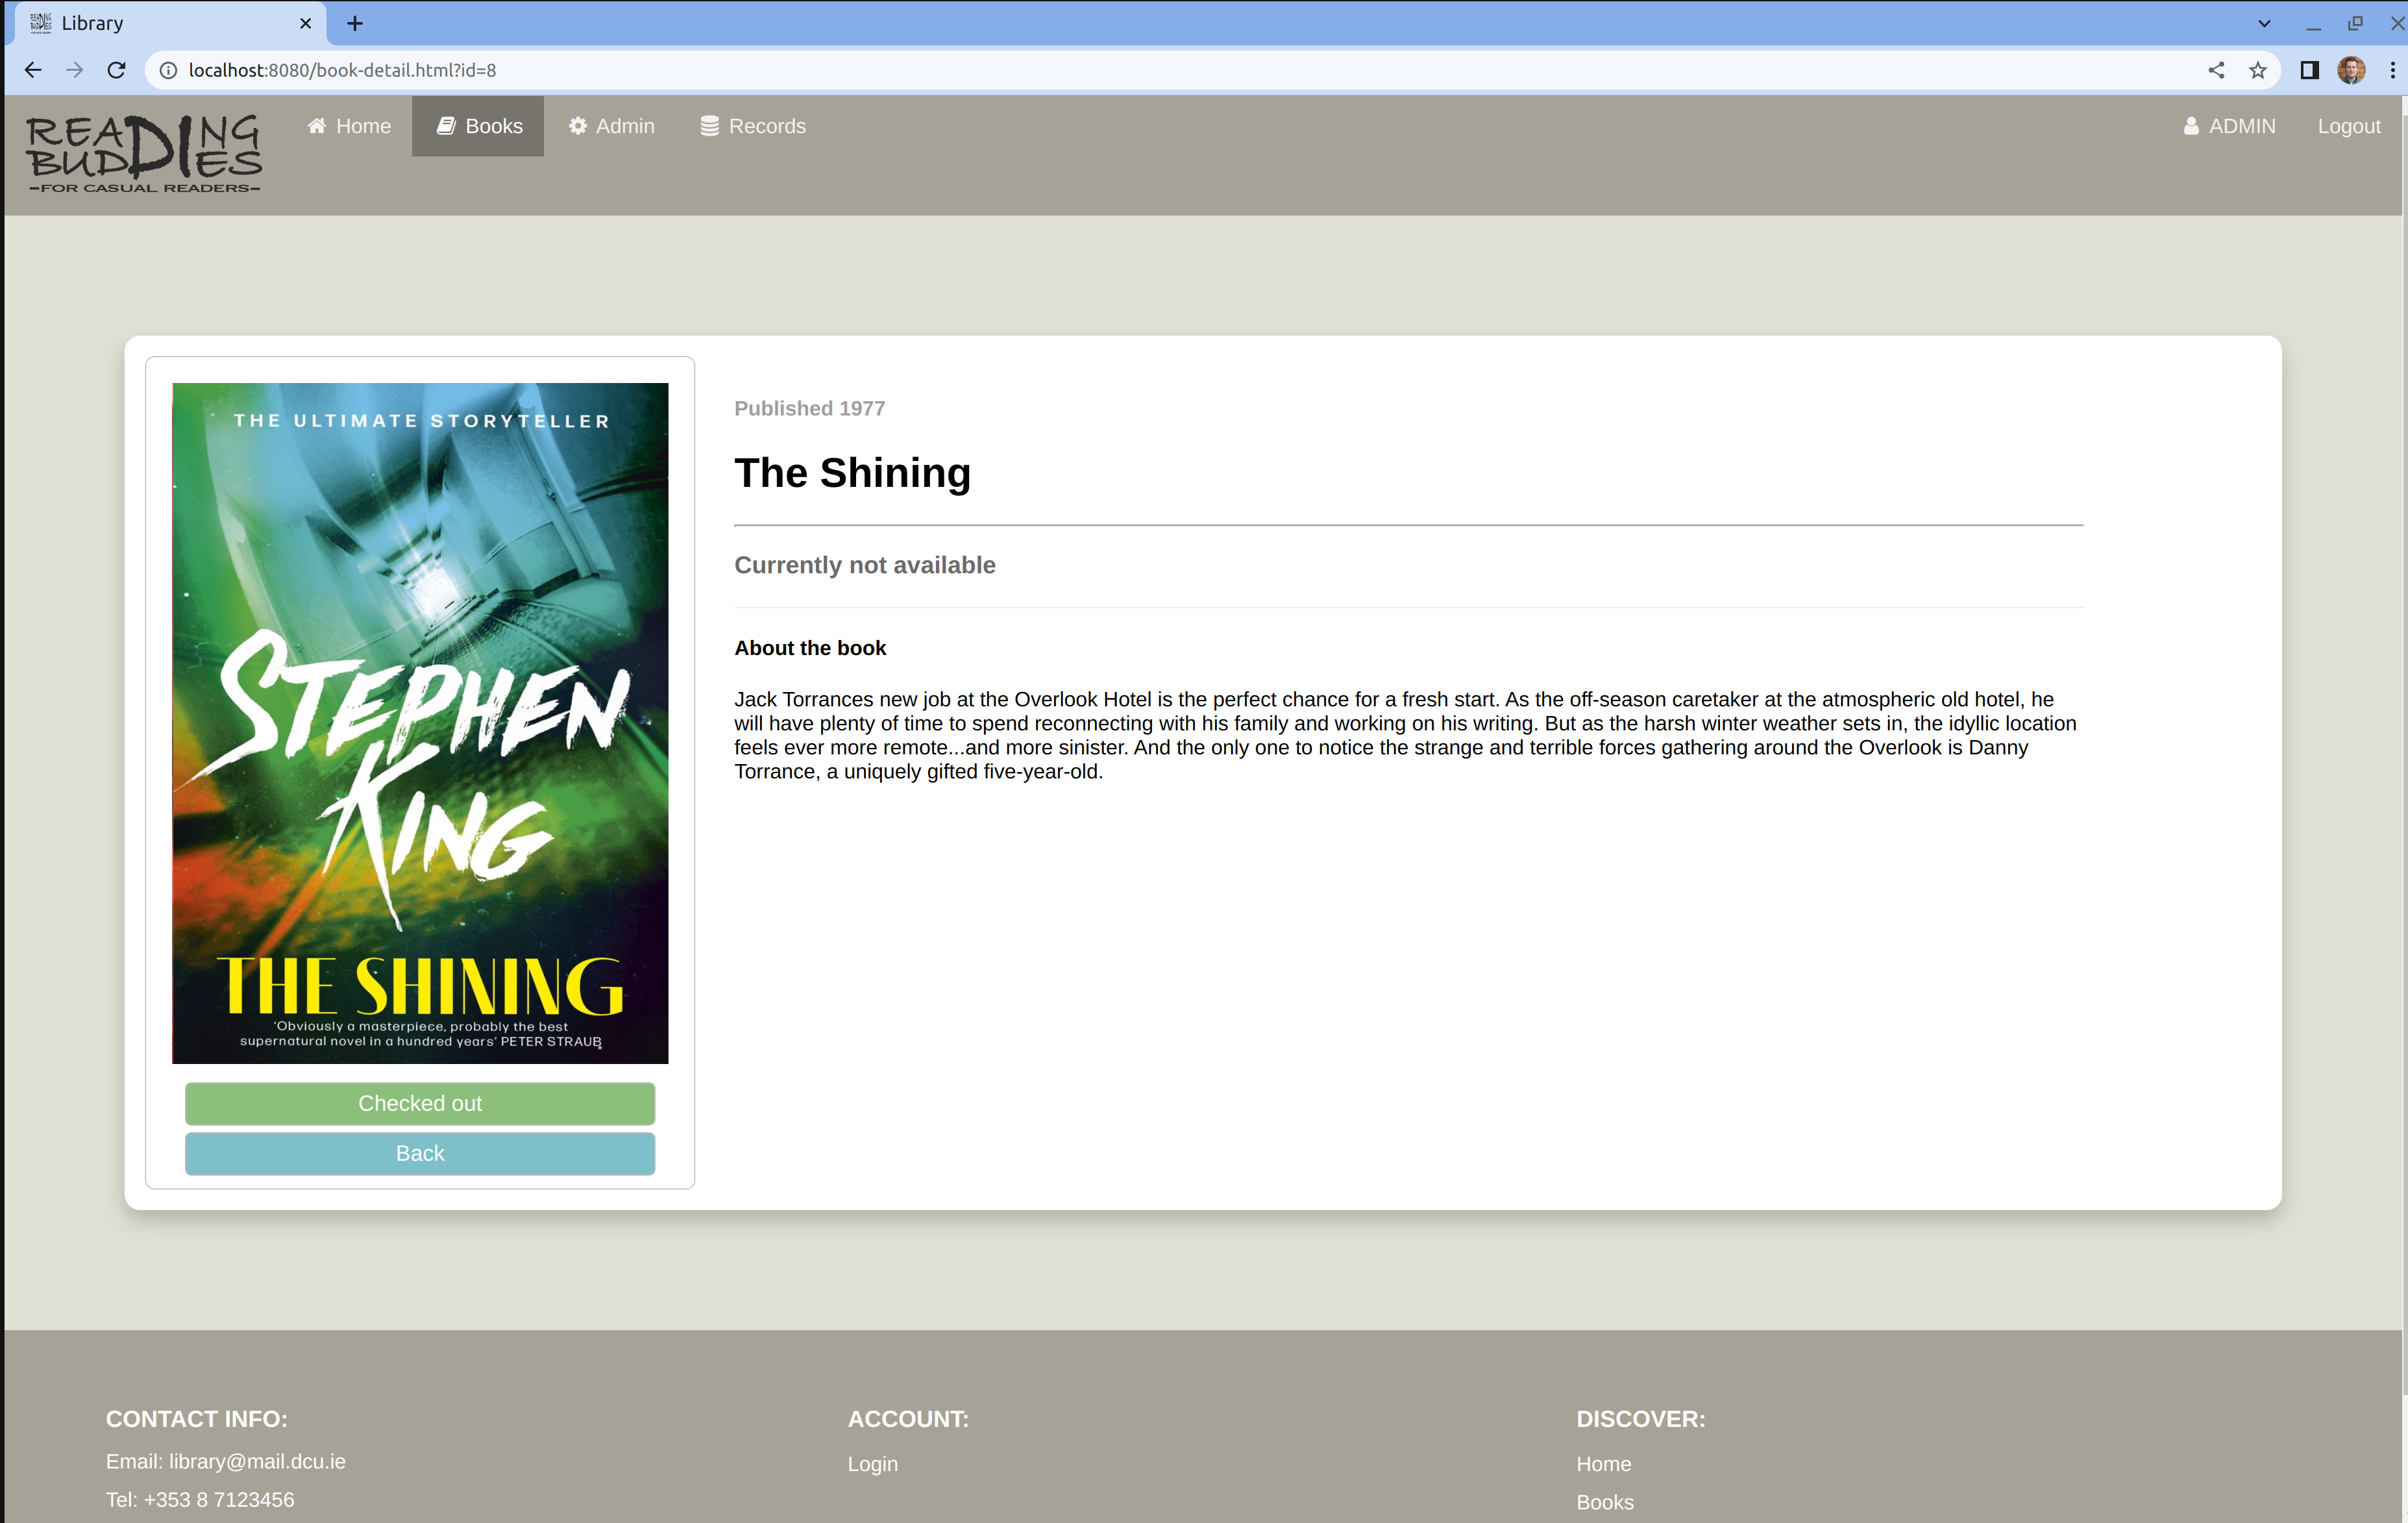 Library
localhost:8080/book-detail.html?id=8
READING
BUDDIES
-FOR CASUAL READERS-
Home
Books
Admin
Records
ADMIN
Logout
THE ULTIMATE STORYTELLER
STEPHEN
KING
THE SHINING
'Obviously a masterpiece, probably the best
supernatural novel in a hundred years' PETER STRAUB
Checked out
Back
Published 1977
The Shining
Currently not available
About the book
Jack Torrances new job at the Overlook Hotel is the perfect chance for a fresh start. As the off-season caretaker at the atmospheric old hotel, he
will have plenty of time to spend reconnecting with his family and working on his writing. But as the harsh winter weather sets in, the idyllic location
feels ever more remote...and more sinister. And the only one to notice the strange and terrible forces gathering around the Overlook is Danny
Torrance, a uniquely gifted five-year-old.
CONTACT INFO:
Email: library@mail.dcu.ie
Tel: +353 8 7123456
ACCOUNT:
Login
DISCOVER:
Home
Books